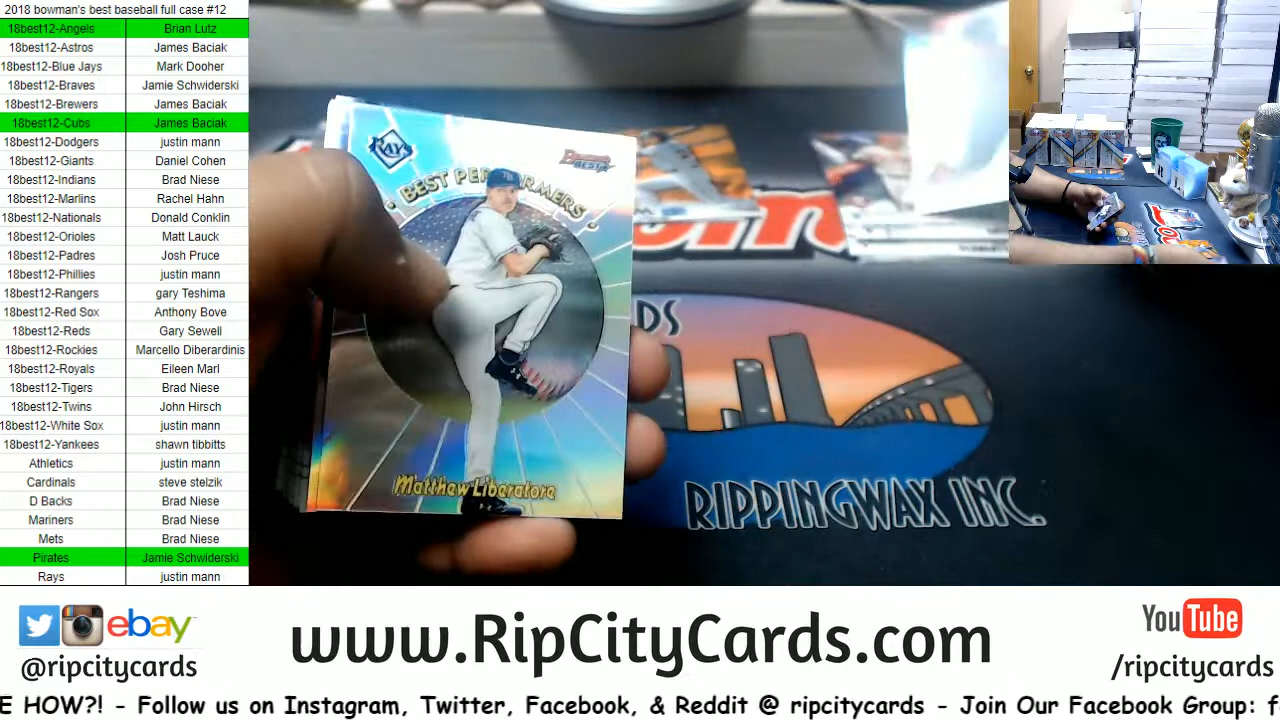 2018 bowman's best baseball full case #12
18best12-Angels Brian Lutz
18best12-Astros James Baciak
18best12-Blue Jays Mark Dooher
18best12-Braves Jamie Schwiderski
18best12-Brewers James Baciak
18best12-Cubs James Baciak
18best12-Dodgers justin mann
18best12-Giants Daniel Cohen
18best12-Indians Brad Niese
18best12-Marlins Rachel Hahn
18best12-Nationals Donald Conklin
18best12-Orioles Matt Lauck
18best12-Padres Josh Pruce
18best12-Phillies justin mann
18best12-Rangers gary Teshima
18best12-Red Sox Anthony Bove
18best12-Reds Gary Sewell
18best12-Rockies Marcello Diberardinis
18best12-Royals Eileen Marl
18best12-Tigers Brad Niese
18best12-Twins John Hirsch
18best12-White Sox justin mann
18best12-Yankees shawn tibbitts
Athletics justin mann
Cardinals steve stelzik
D Backs Brad Niese
Mariners Brad Niese
Mets Brad Niese
Pirates Jamie Schwiderski
Rays justin mann
RAYS
Bowman's BEST
BEST PERFORMERS
Matthew Liberatore
DS
RIPPINGWAX INC.
ebay
@ripcitycards
www.RipCityCards.com
YouTube
/ripcitycards
E HOW?! - Follow us on Instagram, Twitter, Facebook, & Reddit @ ripcitycards - Join Our Facebook Group: f